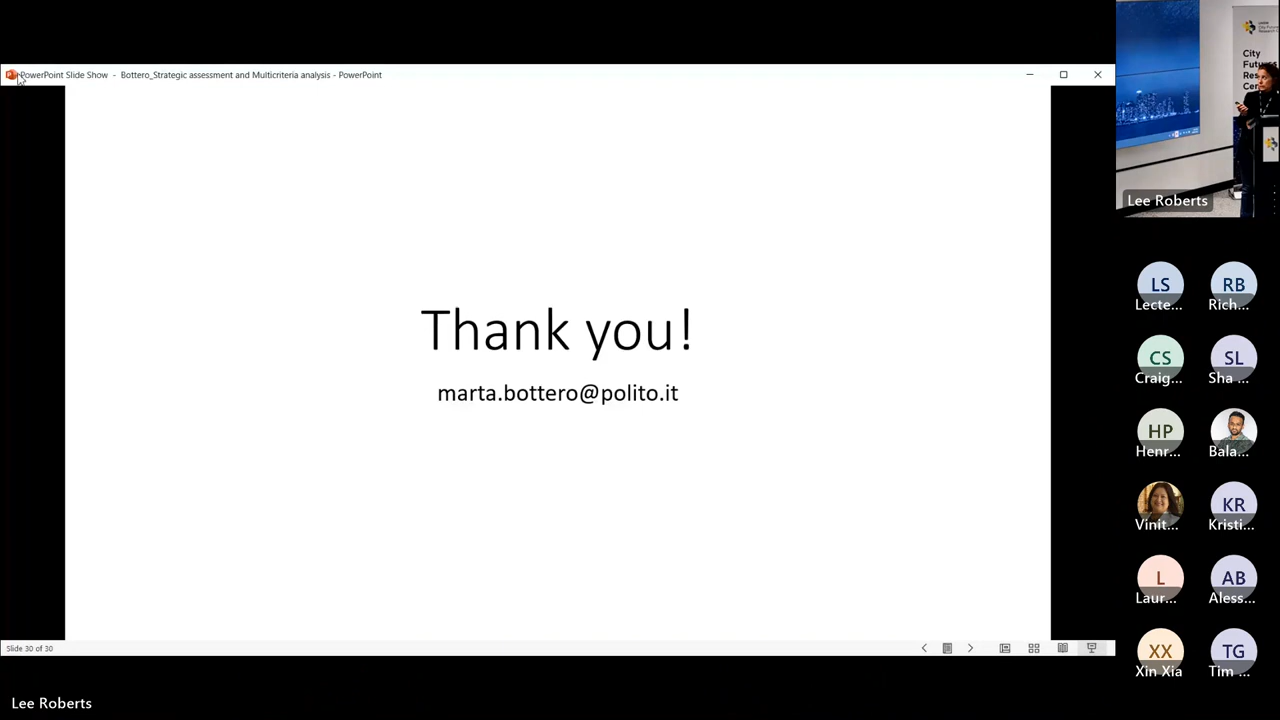 PowerPoint Slide Show - Bottero_Strategic assessment and Multicriteria analysis - PowerPoint
Thank you!
marta.bottero@polito.it
Slide 30 of 30
Lee Roberts
City
Futures
Lee Roberts
LS
Lecte...
RB
Rich...
CS
Craig...
SL
Sha ...
HP
Henr...
Bala...
Vinit...
KR
Kristi...
L
Laur...
AB
Aless...
XX
Xin Xia
TG
Tim ...